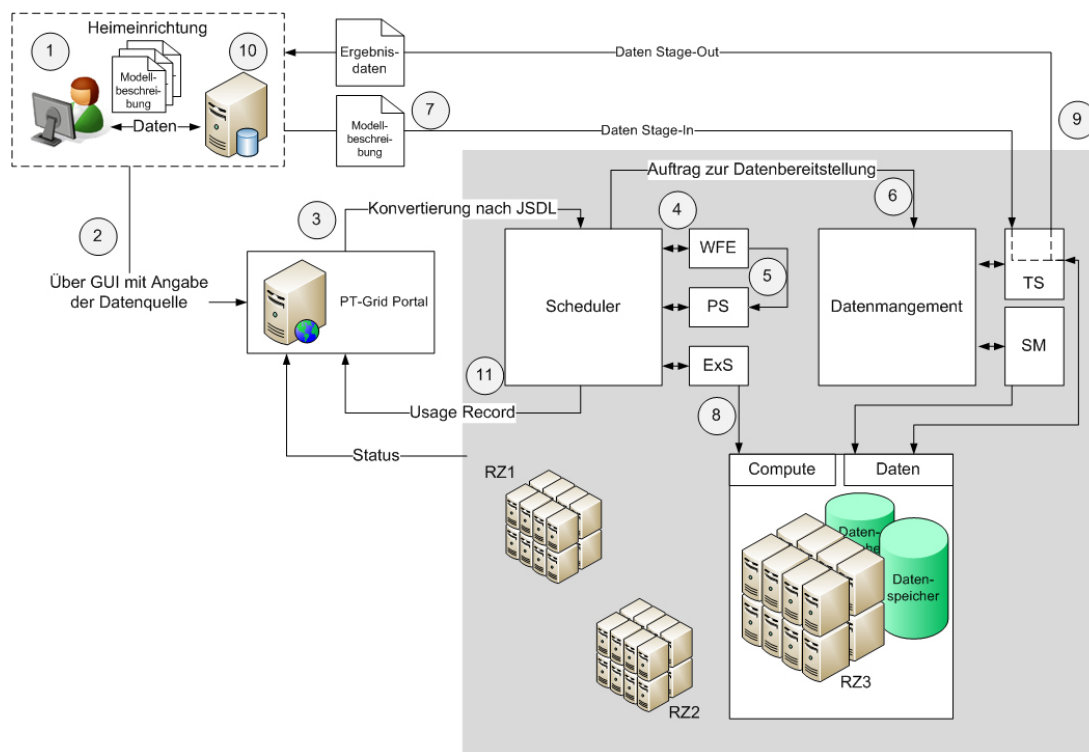 Heimeinrichtung
1
10
Modell-
beschrei-
bung
Daten
Ergebnis-
daten
Daten Stage-Out
7
Modell-
beschrei-
bung
Daten Stage-In
9
2
Über GUI mit Angabe
der Datenquelle
3
Konvertierung nach JSDL
PT-Grid Portal
Auftrag zur Datenbereitstellung
4
6
Scheduler
WFE
5
PS
ExS
Datenmangement
TS
SM
11
8
Usage Record
Status
Compute
Daten
RZ1
RZ2
Daten-
Daten-
speicher
RZ3